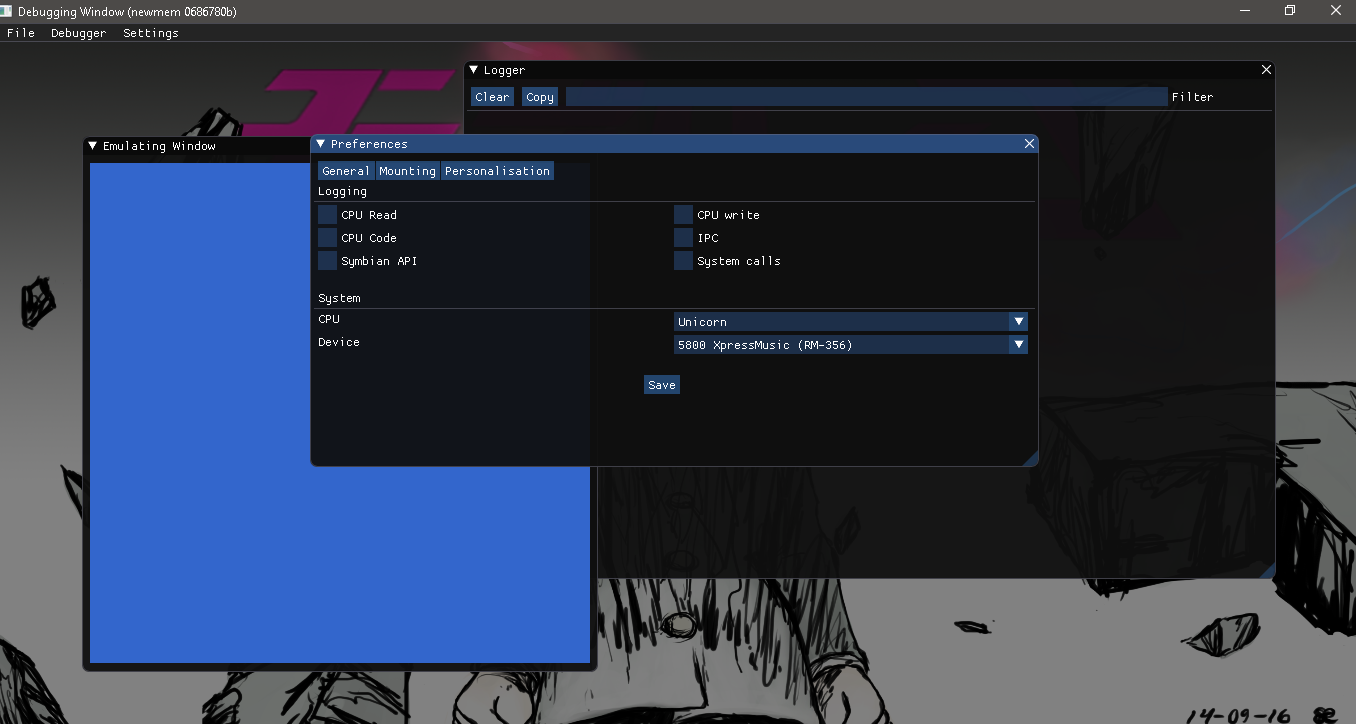 Debugging Window (newmem 0686780b)
File Debugger Settings
Logger
Clear Copy Filter
Emulating Window
Preferences
General Mounting Personalisation
Logging
CPU Read CPU write
CPU Code IPC
Symbian API System calls
System
CPU Unicorn
Device 5800 XpressMusic (RM-356)
Save
14-09-16